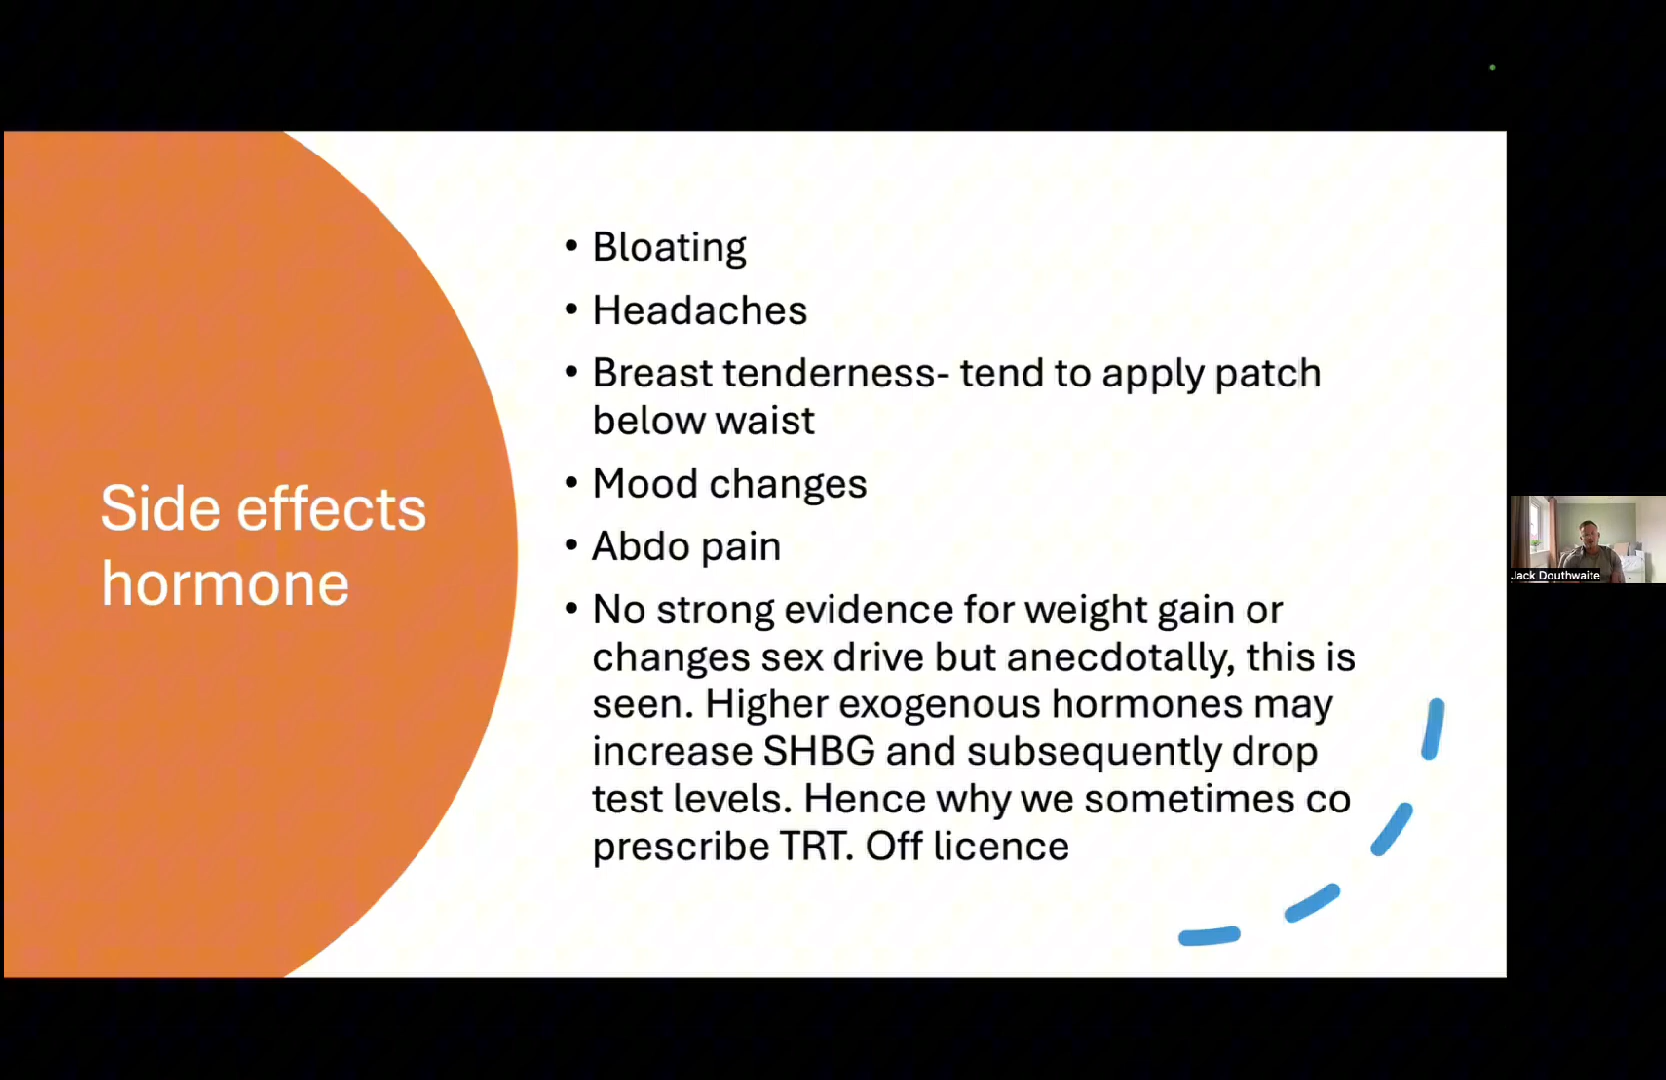 Side effects
hormone
• Bloating
• Headaches
• Breast tenderness- tend to apply patch
below waist
• Mood changes
• Abdo pain
• No strong evidence for weight gain or
changes sex drive but anecdotally, this is
seen. Higher exogenous hormones may
increase SHBG and subsequently drop
test levels. Hence why we sometimes co
prescribe TRT. Off licence
Jack Douthwaite